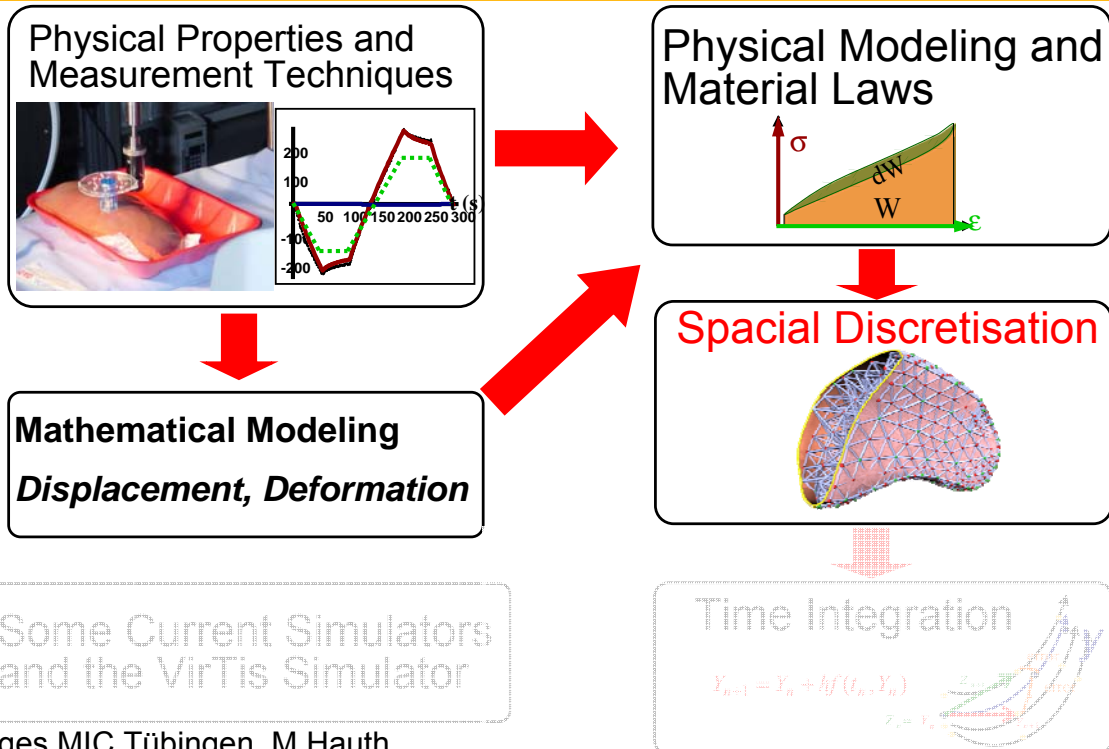 Physical Properties and
Measurement Techniques
200
100
50 100 150 200 250 300
t (s)
-100
-200
Mathematical Modeling
Displacement, Deformation
Physical Modeling and
Material Laws
σ
dW
W
ε
Spacial Discretisation
Some Current Simulators
and the VirTis Simulator
Time Integration
ges MIC Tübingen, M.Hauth